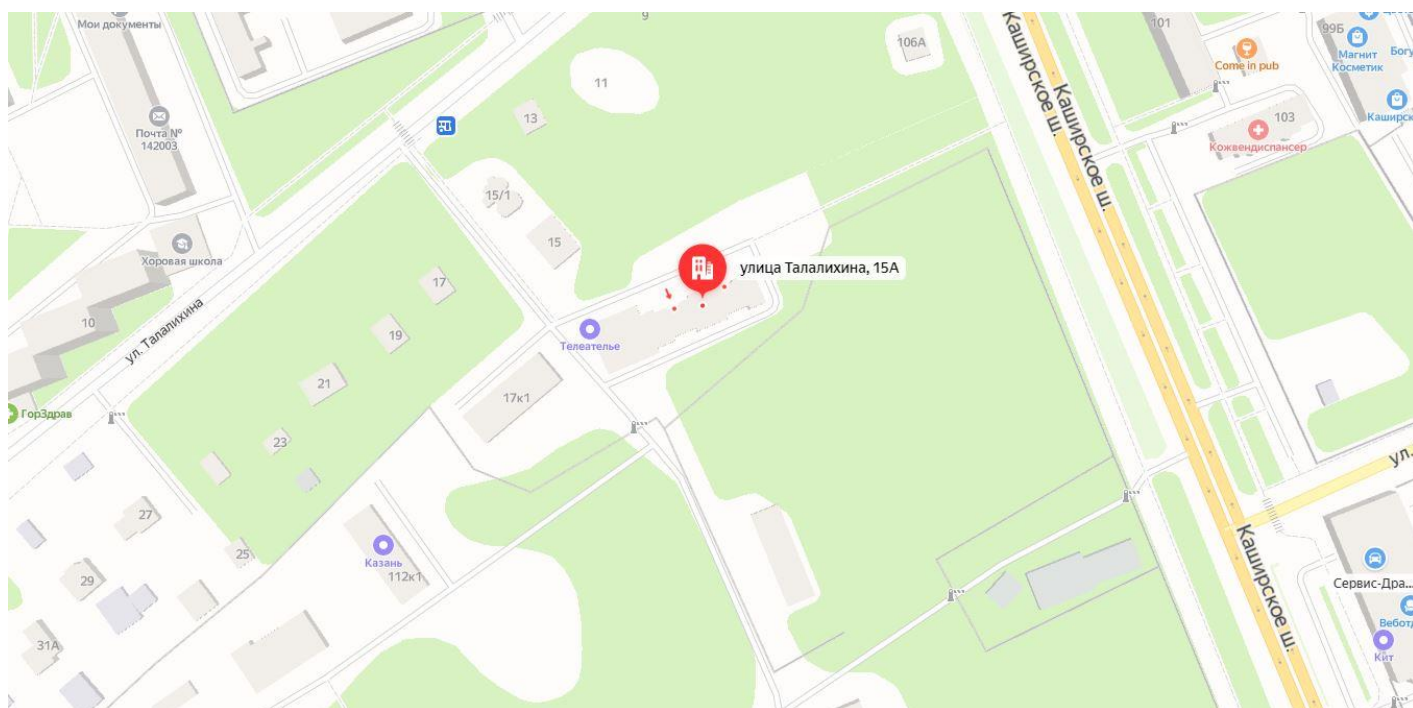 Мои документы
9
106А
101
99Б
Магнит
Косметик
Come in pub
11
13
Почта №
142003
103
Кожвендиспансер
Каширское ш.
Каширское ш.
15/1
15
Хоровая школа
17
улица Талалихина, 15А
10
ул. Талалихина
19
Телеателье
21
17к1
ГорЗдрав
23
ул.
27
25
Казань
112к1
29
Каширское ш.
Сервис-Дра...
31А
Кит